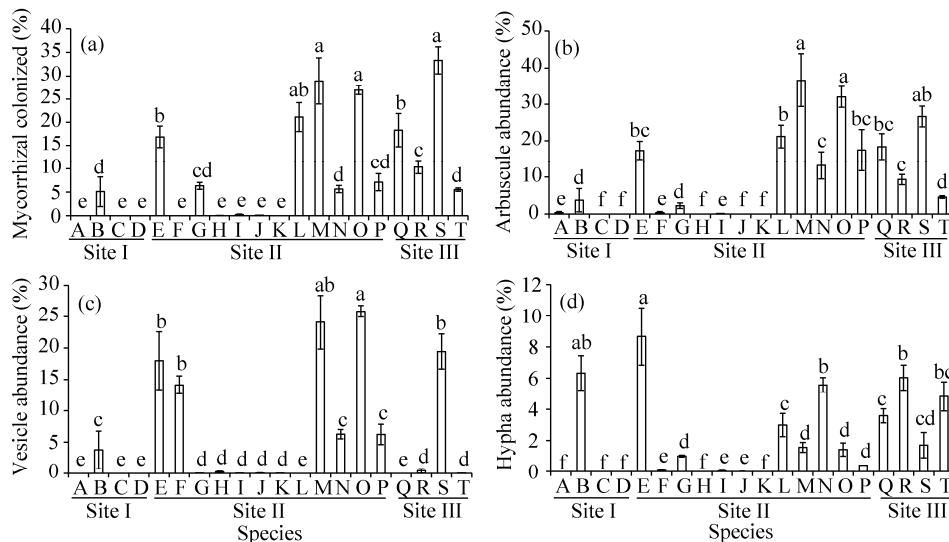 (a)
Mycorrhizal colonized (%)
40
35
30
25
20
15
10
5
0
e d e e b e cd e e e e ab a d a cd b c a d
A B C D E F G H I J K L M N O P Q R S T
Site I Site II Site III
(b)
Arbuscule abundance (%)
50
40
30
20
10
0
e d f f bc e d f e f f b a c a bc bc c ab d
A B C D E F G H I J K L M N O P Q R S T
Site I Site II Site III
(c)
Vesicle abundance (%)
30
25
20
15
10
5
0
e c e e b b d d d d d e ab c a c e d b d
A B C D E F G H I J K L M N O P Q R S T
Site I Site II Site III
Species
(d)
Hypha abundance (%)
12
10
8
6
4
2
0
f ab f f a e d f e e f c d b d d c b cd bc
A B C D E F G H I J K L M N O P Q R S T
Site I Site II Site III
Species